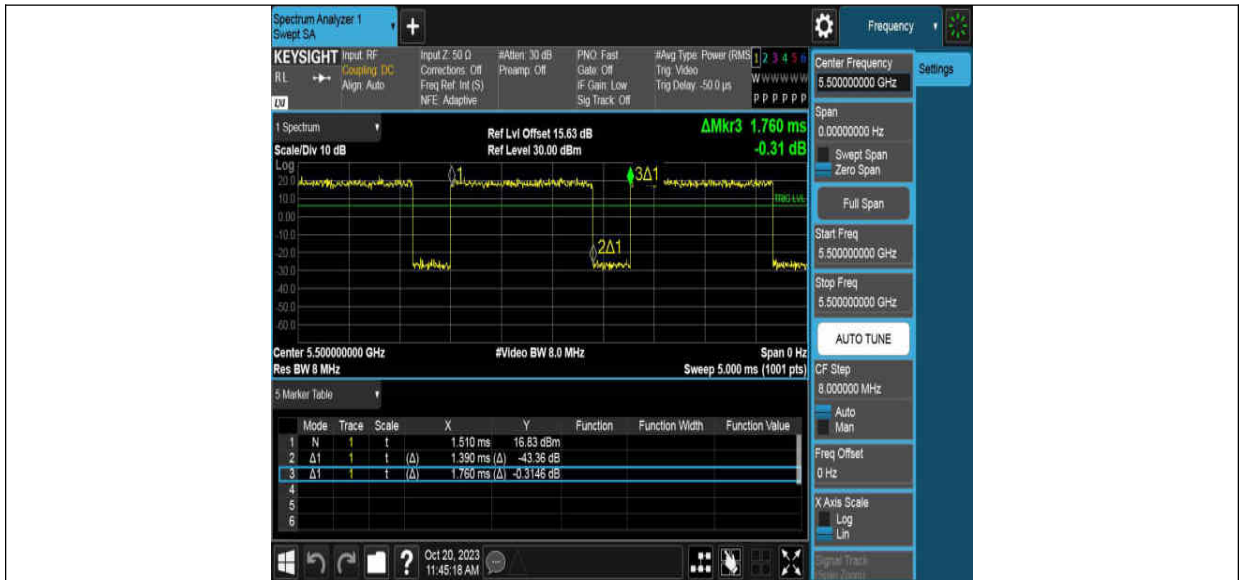 Spectrum Analyzer 1
Swept SA
+
Frequency
KEYSIGHT
RL
LXI
Input: RF
Coupling: DC
Align: Auto
Input Z: 50 Ω
Corrections: Off
Freq Ref: Int (S)
NFE: Adaptive
#Atten: 30 dB
Preamp: Off
PNO: Fast
Gate: Off
IF Gain: Low
Sig Track: Off
#Avg Type: Power (RMS
Trig: Video
Trig Delay: -50.0 µs
1 2 3 4 5 6
W W W W W W
P P P P P P
Center Frequency
5.500000000 GHz
Settings
1 Spectrum
Scale/Div 10 dB
Ref Lvl Offset 15.63 dB
Ref Level 30.00 dBm
ΔMkr3 1.760 ms
-0.31 dB
Log
20.0
10.0
0.00
-10.0
-20.0
-30.0
-40.0
-50.0
-60.0
1
3Δ1
2Δ1
TRIG LVL
Center 5.500000000 GHz
Res BW 8 MHz
#Video BW 8.0 MHz
Span 0 Hz
Sweep 5.000 ms (1001 pts)
Span
0.00000000 Hz
Swept Span
Zero Span
Full Span
Start Freq
5.500000000 GHz
Stop Freq
5.500000000 GHz
AUTO TUNE
CF Step
8.000000 MHz
Auto
Man
Freq Offset
0 Hz
X Axis Scale
Log
Lin
Signal Track
(Span Zoom)
5 Marker Table
Mode Trace Scale X Y Function Function Width Function Value
1 N 1 t 1.510 ms 16.83 dBm
2 Δ1 1 t (Δ) 1.390 ms (Δ) -43.36 dB
3 Δ1 1 t (Δ) 1.760 ms (Δ) -0.3146 dB
4
5
6
?
Oct 20, 2023
11:45:18 AM